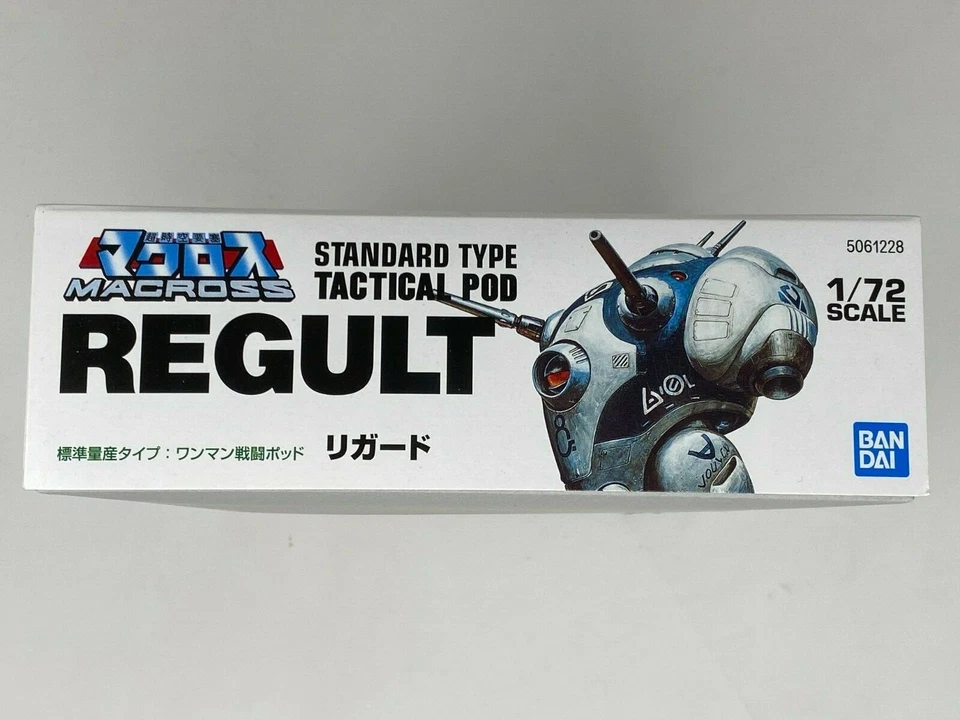 超時空要塞
マクロス
MACROSS
STANDARD TYPE
TACTICAL POD
REGULT
標準量産タイプ：ワンマン戦闘ポッド リガード
5061228
1/72
SCALE
BAN
DAI